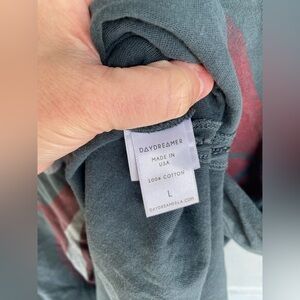 DAYDREAMER
MADE IN
USA
100% COTTON
L
DAYDREAMERLA.COM